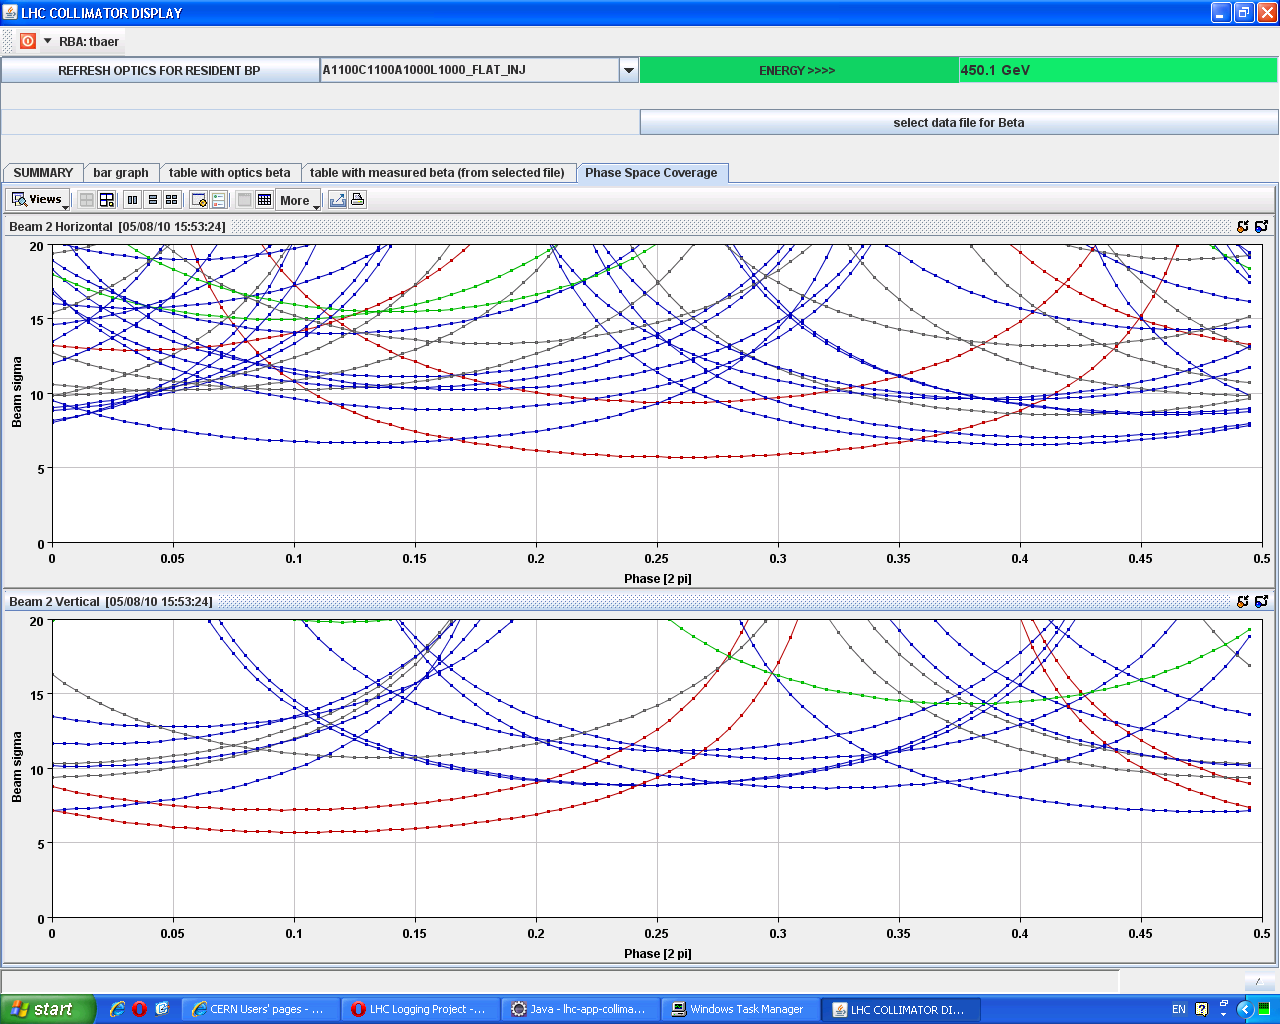 LHC COLLIMATOR DISPLAY
RBA: tbaer
REFRESH OPTICS FOR RESIDENT BP A1100C1100A1000L1000_FLAT_INJ ENERGY >>>> 450.1 GeV
select data file for Beta
SUMMARY bar graph table with optics beta table with measured beta (from selected file) Phase Space Coverage
Views More
Beam 2 Horizontal [05/08/10 15:53:24]
20
15
10
5
0
Beam sigma
0 0.05 0.1 0.15 0.2 0.25 0.3 0.35 0.4 0.45 0.5
Phase [2 pi]
Beam 2 Vertical [05/08/10 15:53:24]
20
15
10
5
0
Beam sigma
0 0.05 0.1 0.15 0.2 0.25 0.3 0.35 0.4 0.45 0.5
Phase [2 pi]
start CERN Users' pages - ... LHC Logging Project -... Java - lhc-app-collima... Windows Task Manager LHC COLLIMATOR DI... EN